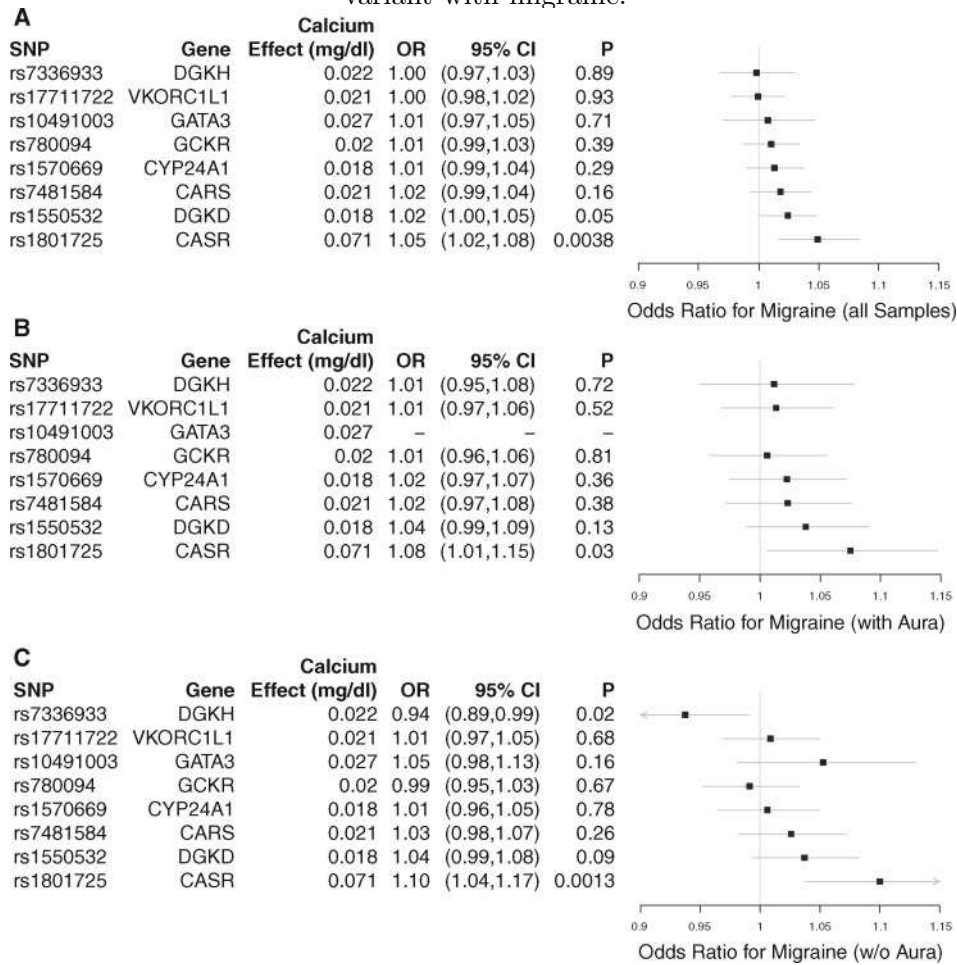 variant with migraine.
A
Calcium
SNP Gene Effect (mg/dl) OR 95% CI P
rs7336933 DGKH 0.022 1.00 (0.97,1.03) 0.89
rs17711722 VKORC1L1 0.021 1.00 (0.98,1.02) 0.93
rs10491003 GATA3 0.027 1.01 (0.97,1.05) 0.71
rs780094 GCKR 0.02 1.01 (0.99,1.03) 0.39
rs1570669 CYP24A1 0.018 1.01 (0.99,1.04) 0.29
rs7481584 CARS 0.021 1.02 (0.99,1.04) 0.16
rs1550532 DGKD 0.018 1.02 (1.00,1.05) 0.05
rs1801725 CASR 0.071 1.05 (1.02,1.08) 0.0038
0.9 0.95 1 1.05 1.1 1.15
Odds Ratio for Migraine (all Samples)
B
Calcium
SNP Gene Effect (mg/dl) OR 95% CI P
rs7336933 DGKH 0.022 1.01 (0.95,1.08) 0.72
rs17711722 VKORC1L1 0.021 1.01 (0.97,1.06) 0.52
rs10491003 GATA3 0.027 – – –
rs780094 GCKR 0.02 1.01 (0.96,1.06) 0.81
rs1570669 CYP24A1 0.018 1.02 (0.97,1.07) 0.36
rs7481584 CARS 0.021 1.02 (0.97,1.08) 0.38
rs1550532 DGKD 0.018 1.04 (0.99,1.09) 0.13
rs1801725 CASR 0.071 1.08 (1.01,1.15) 0.03
0.9 0.95 1 1.05 1.1 1.15
Odds Ratio for Migraine (with Aura)
C
Calcium
SNP Gene Effect (mg/dl) OR 95% CI P
rs7336933 DGKH 0.022 0.94 (0.89,0.99) 0.02
rs17711722 VKORC1L1 0.021 1.01 (0.97,1.05) 0.68
rs10491003 GATA3 0.027 1.05 (0.98,1.13) 0.16
rs780094 GCKR 0.02 0.99 (0.95,1.03) 0.67
rs1570669 CYP24A1 0.018 1.01 (0.96,1.05) 0.78
rs7481584 CARS 0.021 1.03 (0.98,1.07) 0.26
rs1550532 DGKD 0.018 1.04 (0.99,1.08) 0.09
rs1801725 CASR 0.071 1.10 (1.04,1.17) 0.0013
0.9 0.95 1 1.05 1.1 1.15
Odds Ratio for Migraine (w/o Aura)